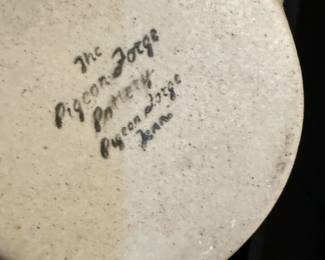 The
Pigeon Forge
Pottery
Pigeon Forge
Tenn